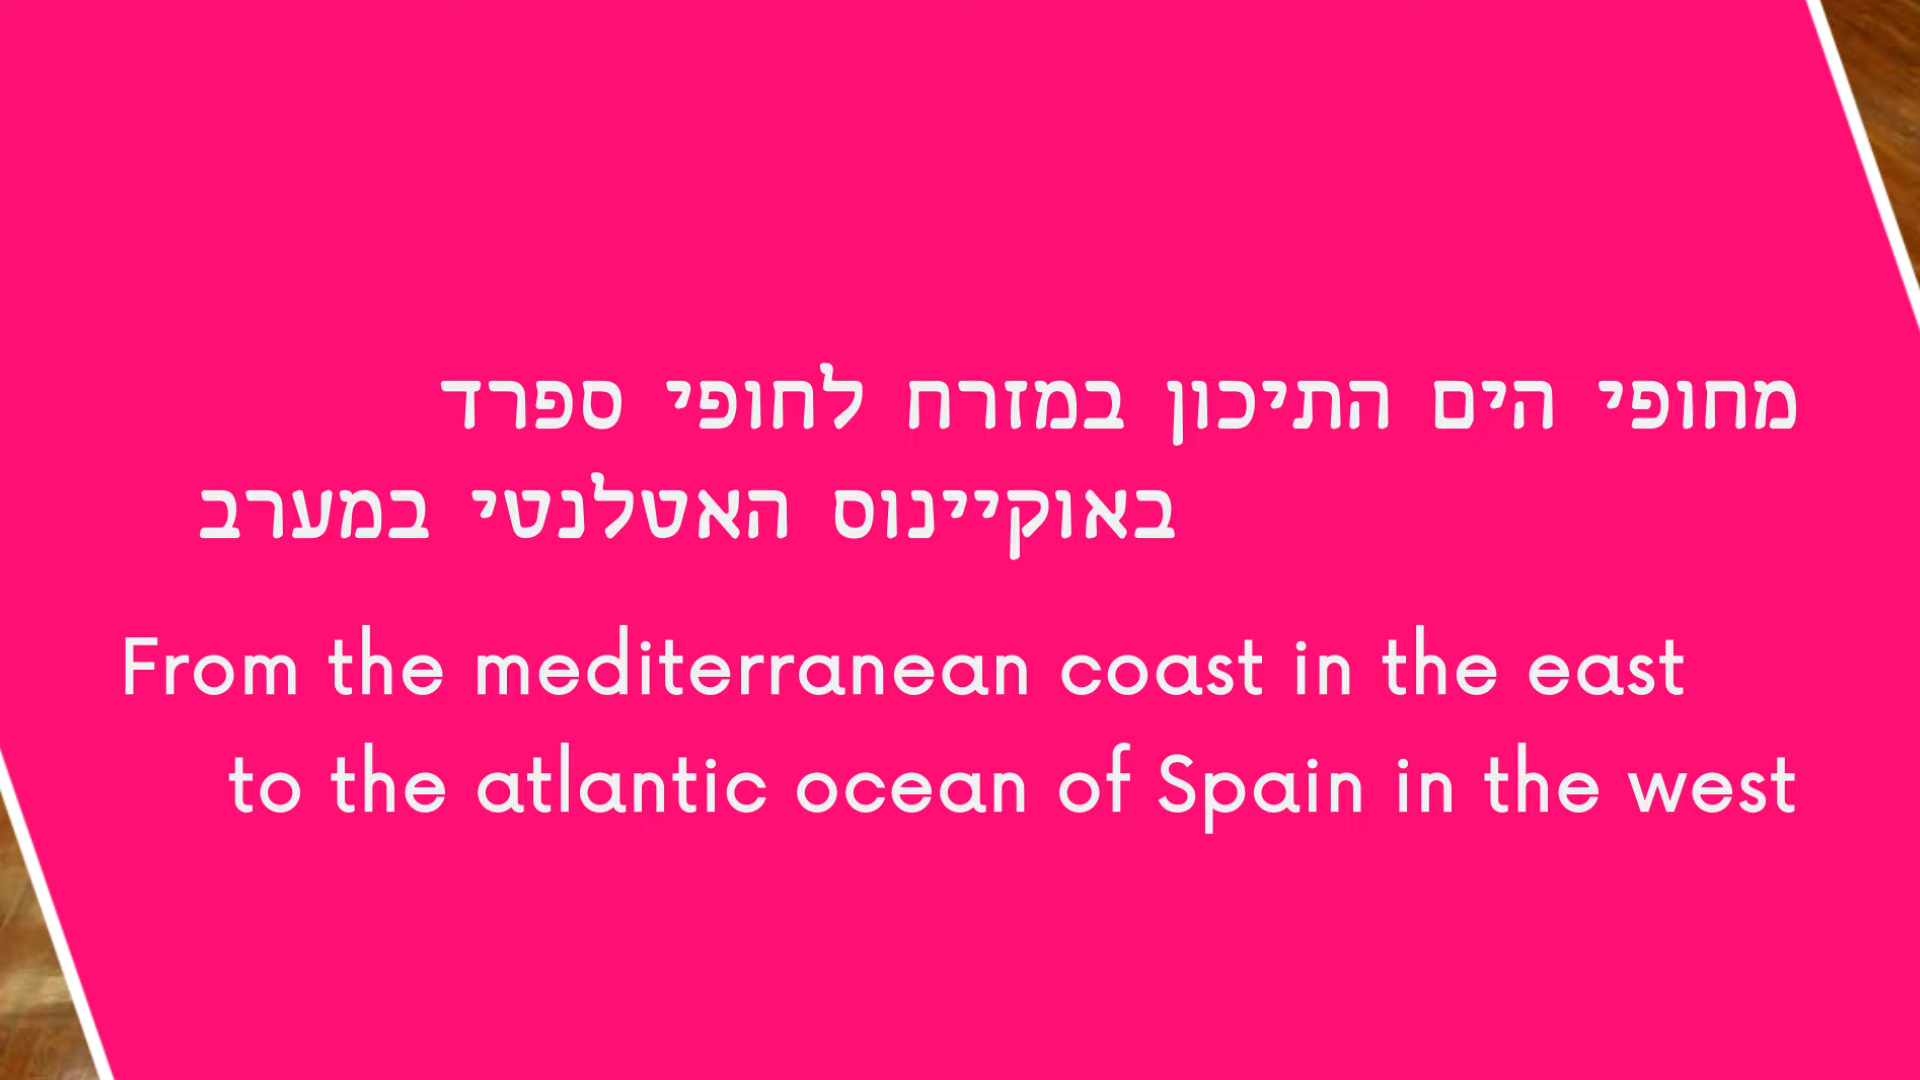 מחופי הים התיכון במזרח לחופי ספרד
באוקיינוס האטלנטי במערב
From the mediterranean coast in the east
to the atlantic ocean of Spain in the west